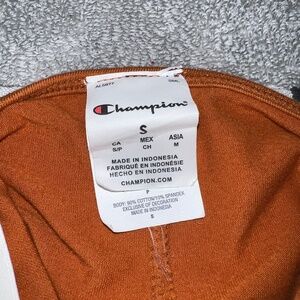 Champion
S
CA MEX ASIA
S/P CH M
MADE IN INDONESIA
FABRIQUÉ EN INDONÉSIE
HECHO EN INDONESIA
CHAMPION.COM
P
BODY: 90% COTTON/10% SPANDEX
EXCLUSIVE OF DECORATION
S